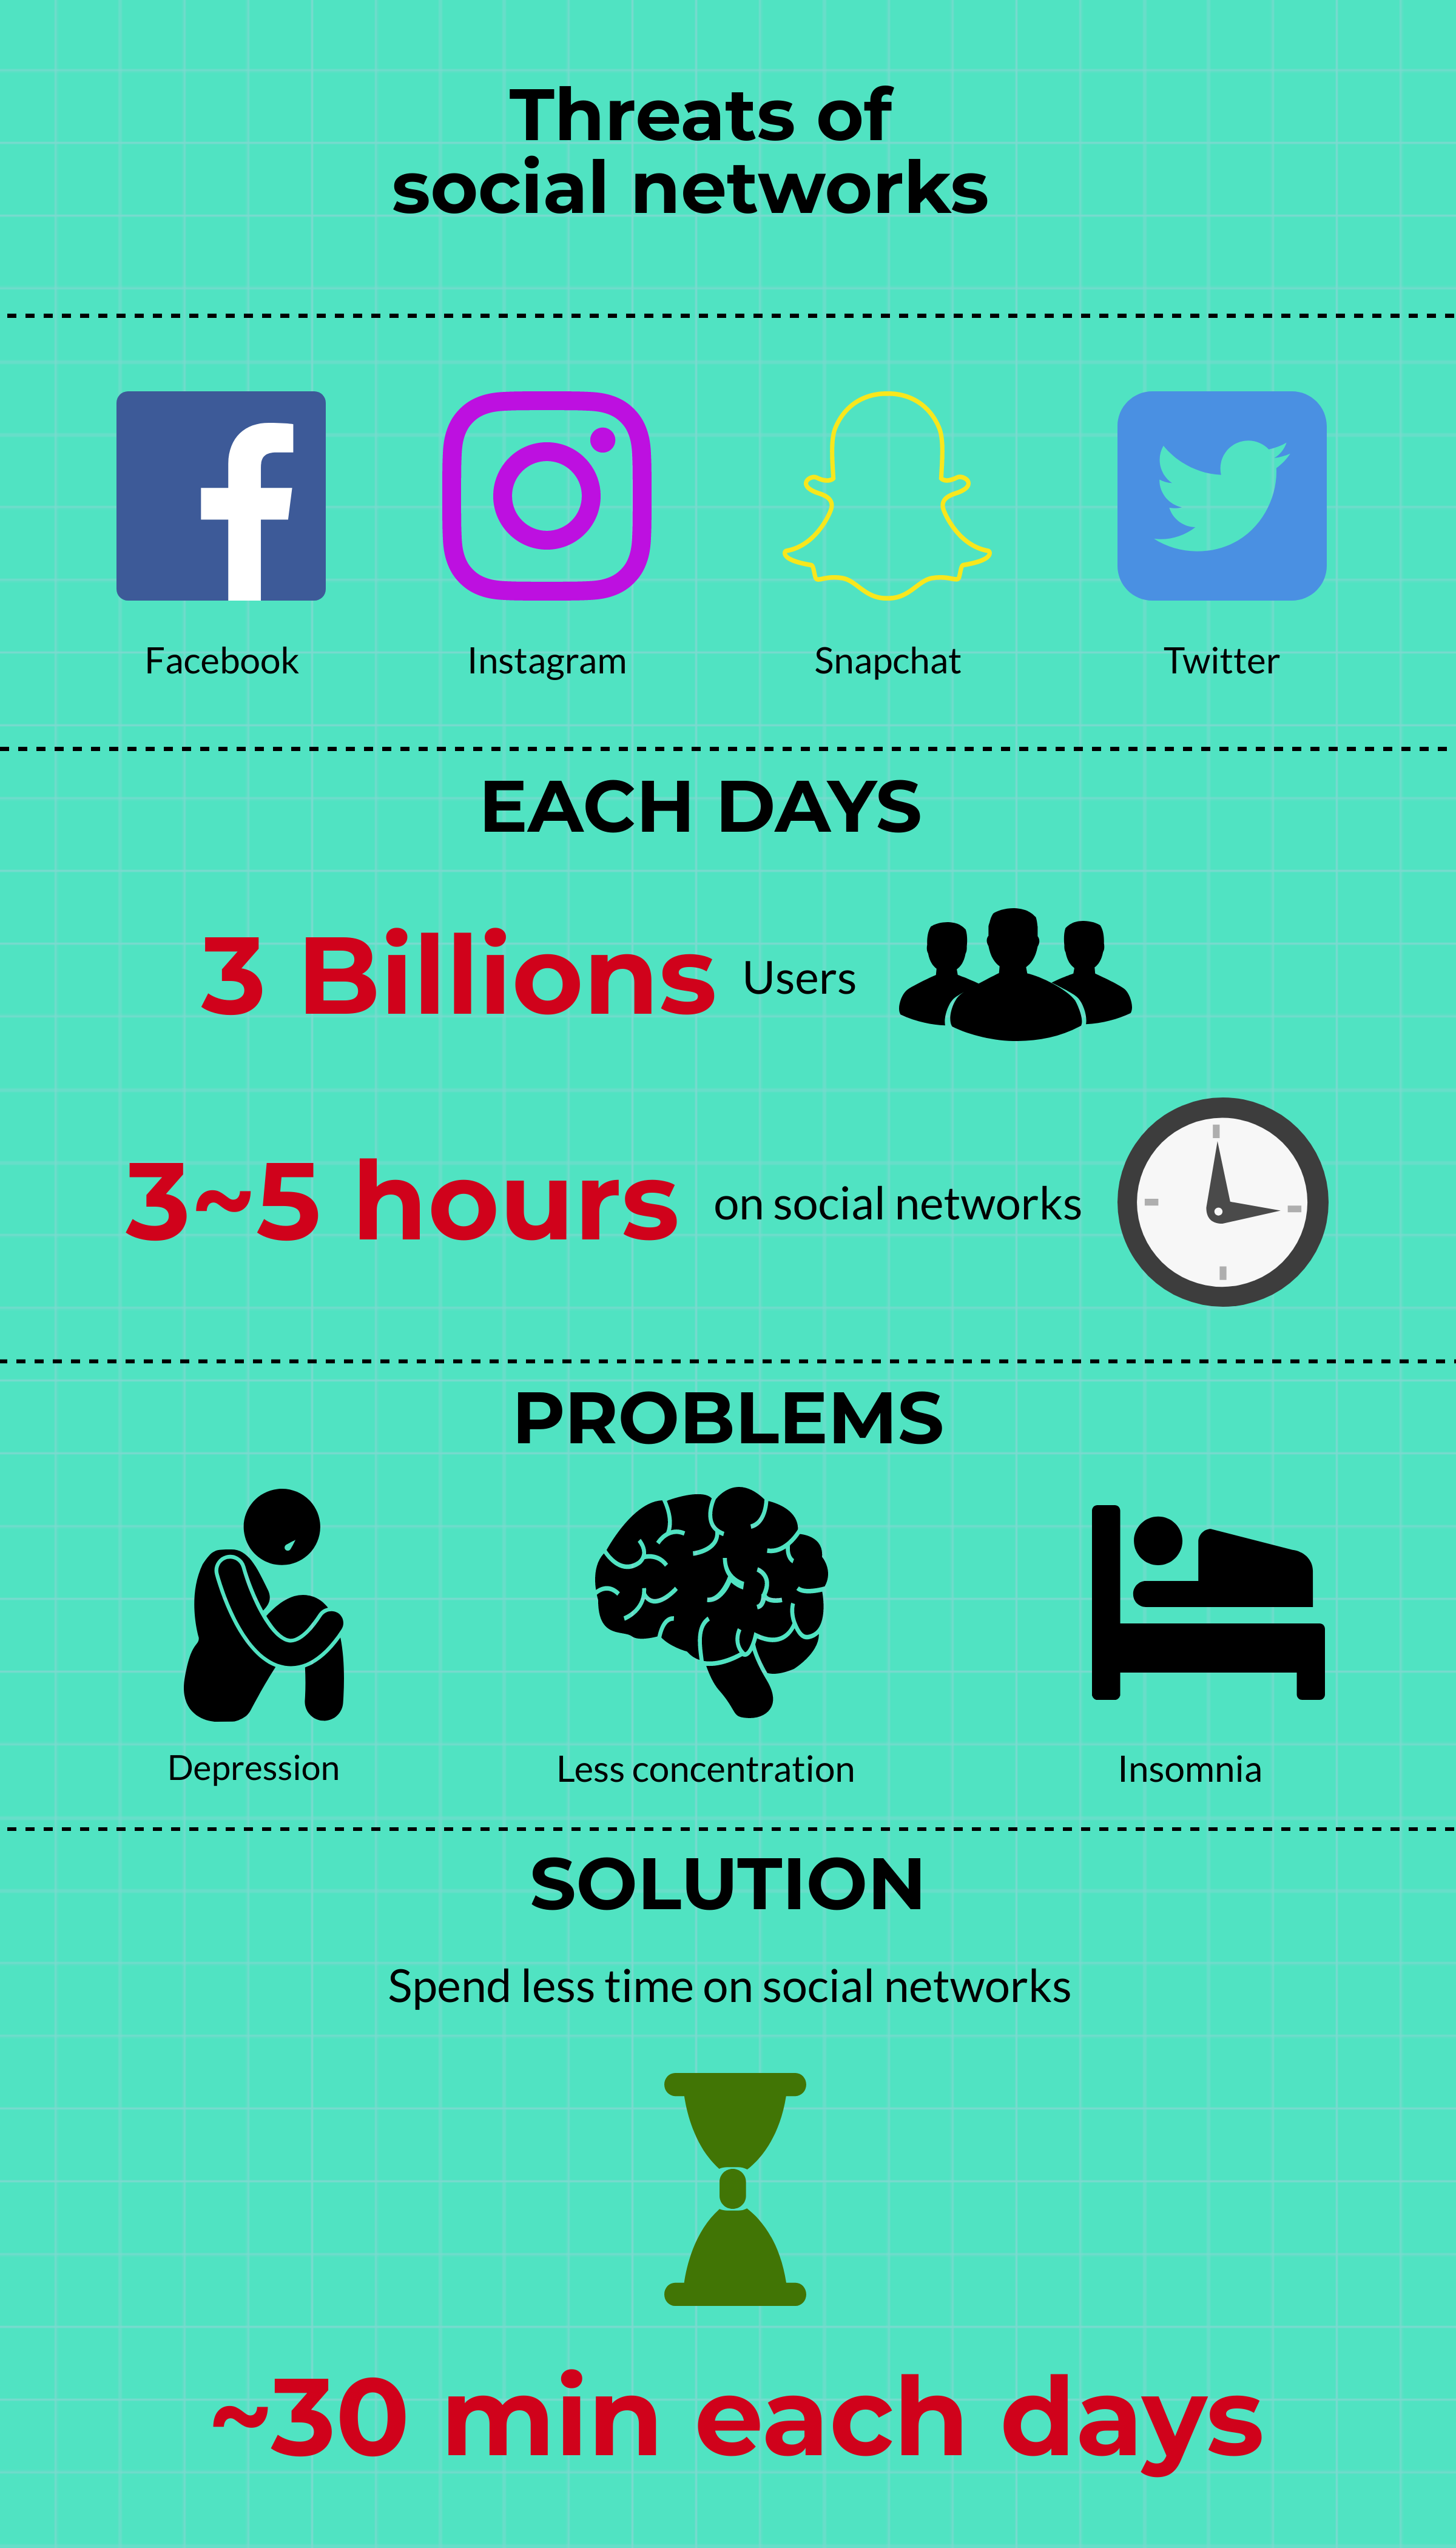 Threats of
social networks
Facebook Instagram Snapchat Twitter
EACH DAYS
3 Billions Users
3~5 hours on social networks
PROBLEMS
Depression Less concentration Insomnia
SOLUTION
Spend less time on social networks
~30 min each days